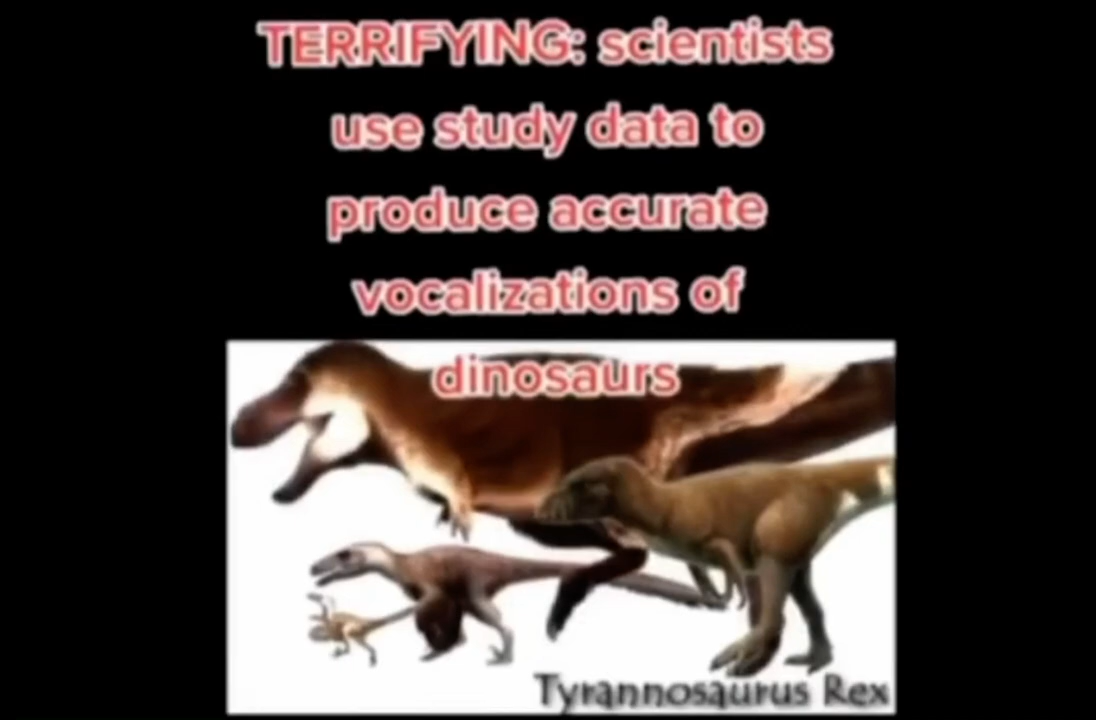 TERRIFYING: scientists
use study data to
produce accurate
vocalizations of
dinosaurs
Tyrannosaurus Rex